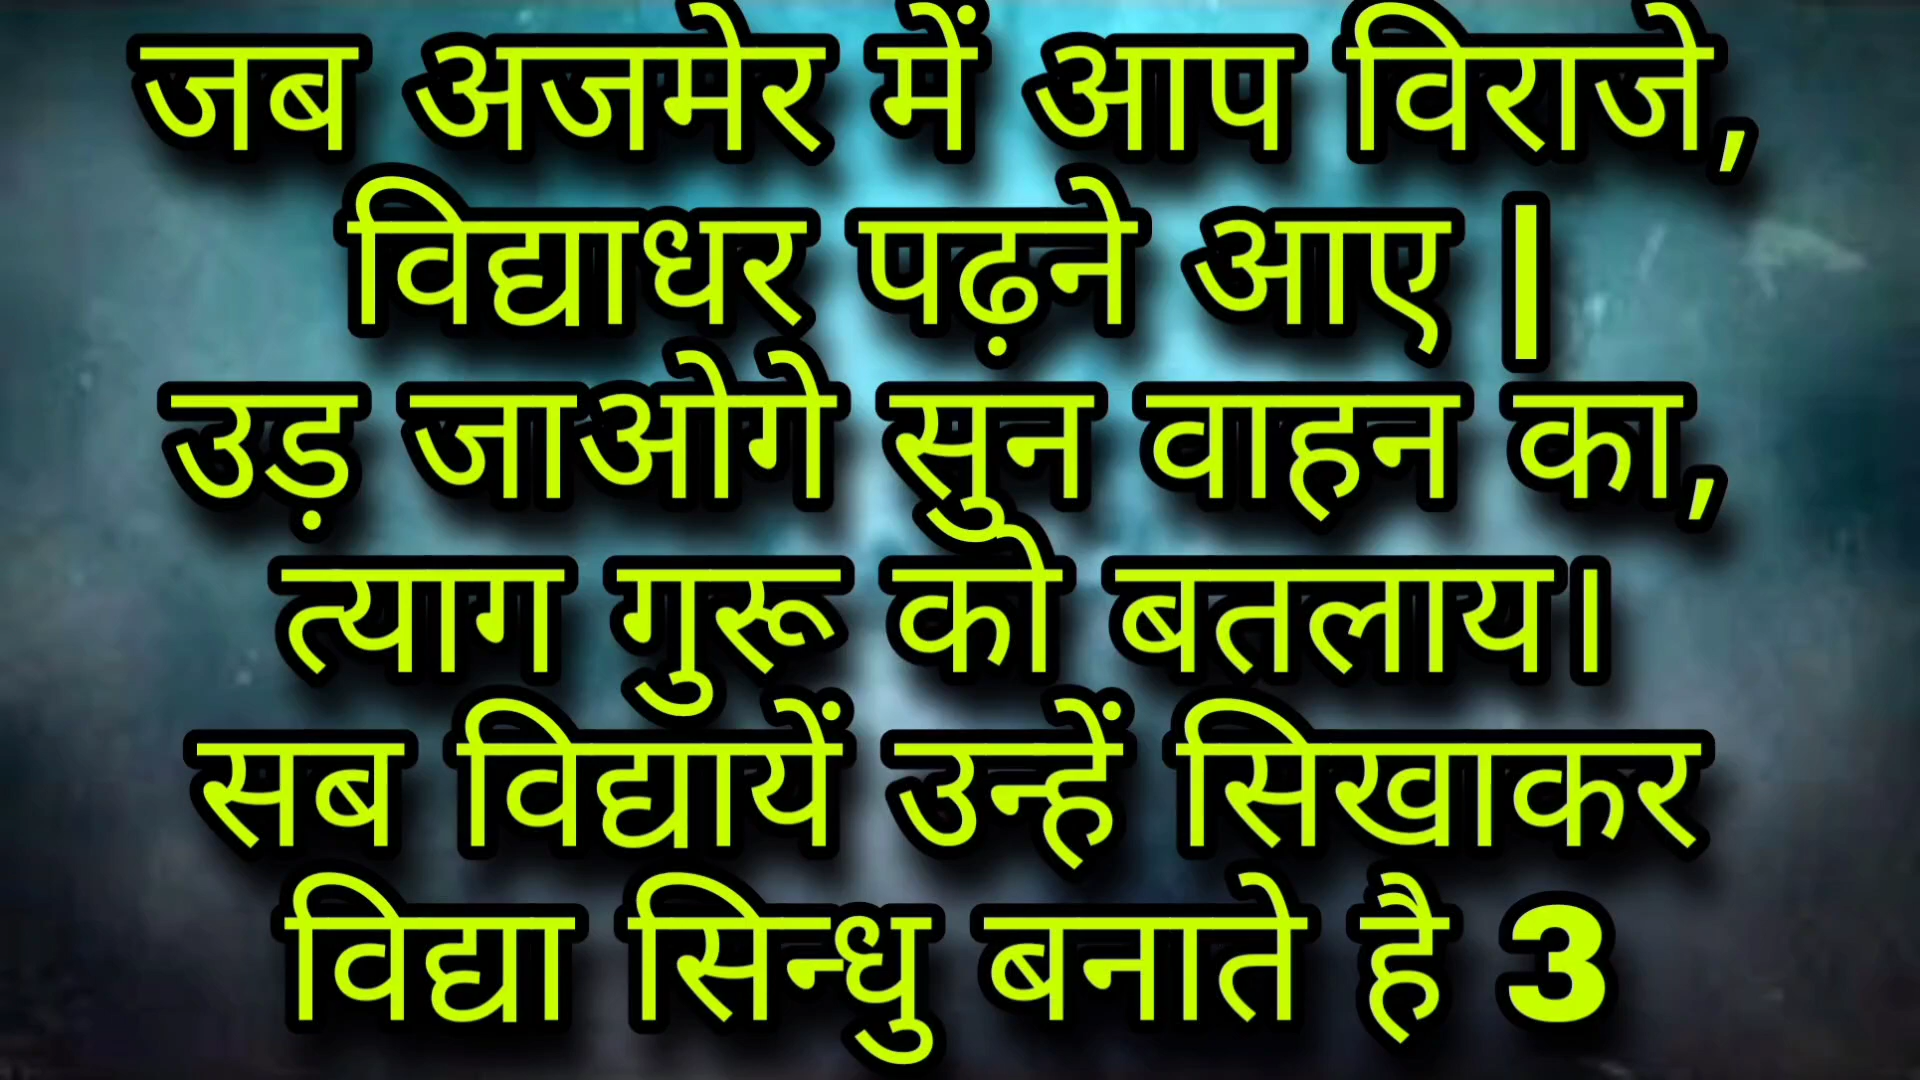 जब अजमेर में आप विराजे,
विद्याधर पढ़ने आए |
उड़ जाओगे सुन वाहन का,
त्याग गुरू को बतलाय।
सब विद्यायें उन्हें सिखाकर
विद्या सिन्धु बनाते है 3